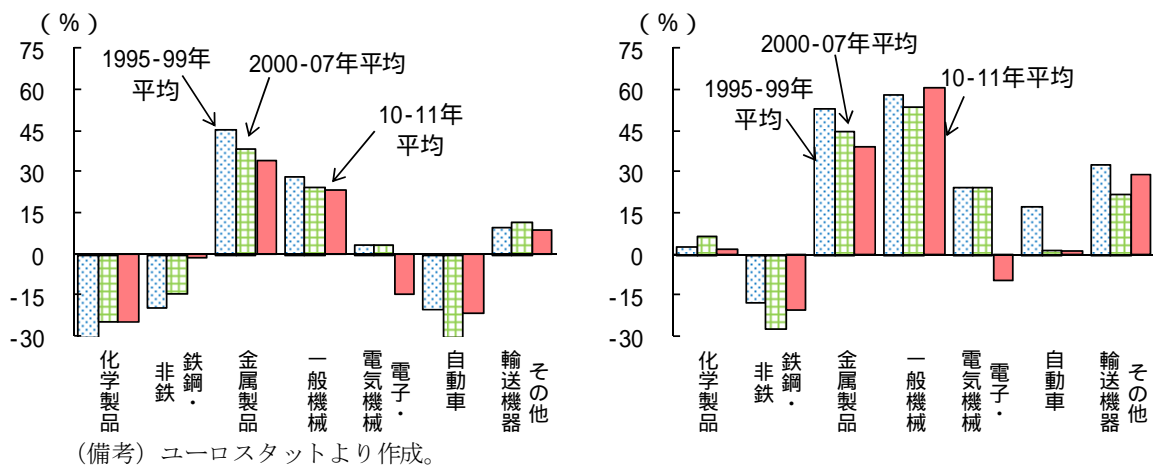 (%)
75
60
45
30
15
0
-15
-30
1995-99年
平均
2000-07年平均
10-11年
平均
化学製品
鉄鋼・
非鉄
金属製品
一般機械
電子・
電気機械
自動車
その他
輸送機器
(%)
75
60
45
30
15
0
-15
-30
2000-07年平均
1995-99年
平均
10-11年平均
化学製品
鉄鋼・
非鉄
金属製品
一般機械
電子・
電気機械
自動車
その他
輸送機器
(備考)ユーロスタットより作成。